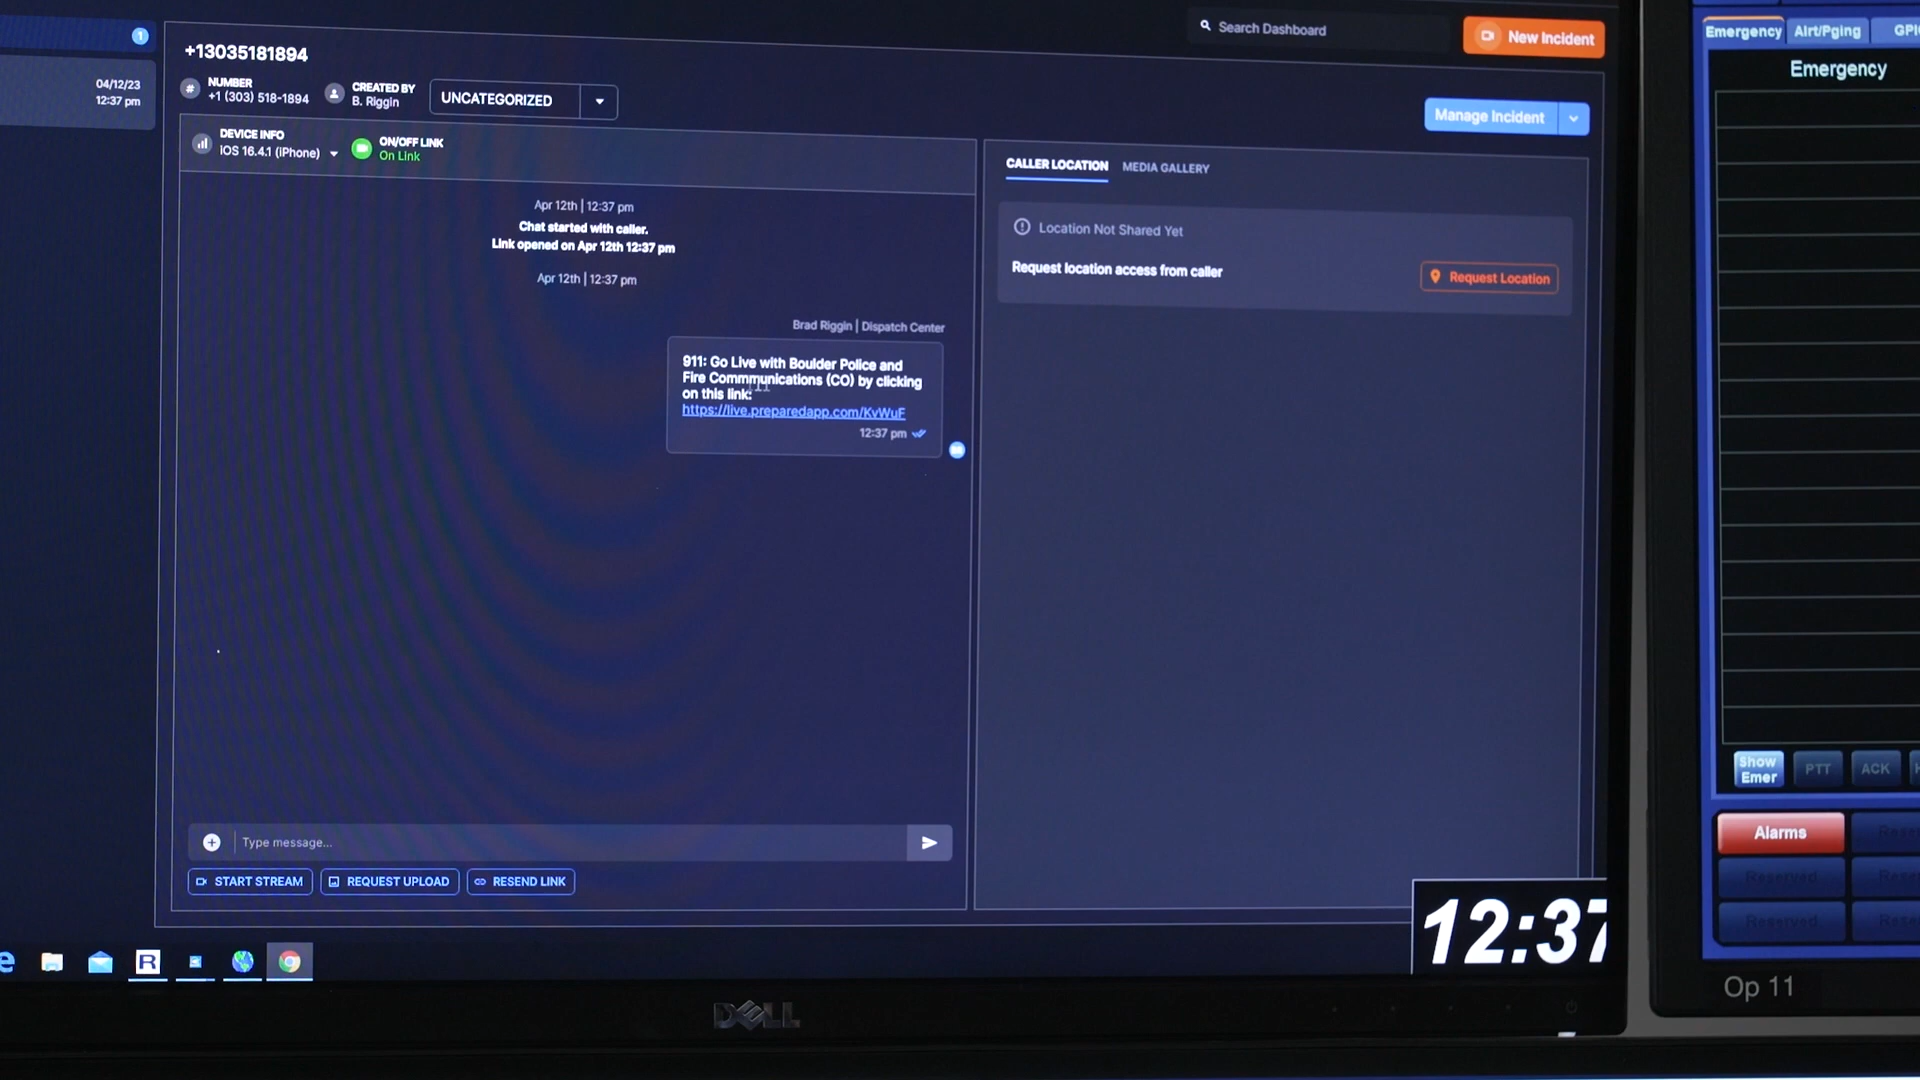 1
04/12/23
12:37 pm
+13035181894
Search Dashboard
New Incident
# NUMBER
+1 (303) 518-1894
CREATED BY
B. Riggin
UNCATEGORIZED
Manage Incident
DEVICE INFO
iOS 16.4.1 (iPhone)
ON/OFF LINK
On Link
Apr 12th | 12:37 pm
Chat started with caller.
Link opened on Apr 12th 12:37 pm
Apr 12th | 12:37 pm
Brad Riggin | Dispatch Center
911: Go Live with Boulder Police and
Fire Commmunications (CO) by clicking
on this link:
https://live.preparedapp.com/KvWuF
12:37 pm
Type message...
START STREAM
REQUEST UPLOAD
RESEND LINK
CALLER LOCATION
MEDIA GALLERY
Location Not Shared Yet
Request location access from caller
Request Location
12:37
R
DELL
Emergency
Alrt/Pging
Emergency
Show
Emer
PTT
ACK
Alarms
Reserved
Reserved
Op 11